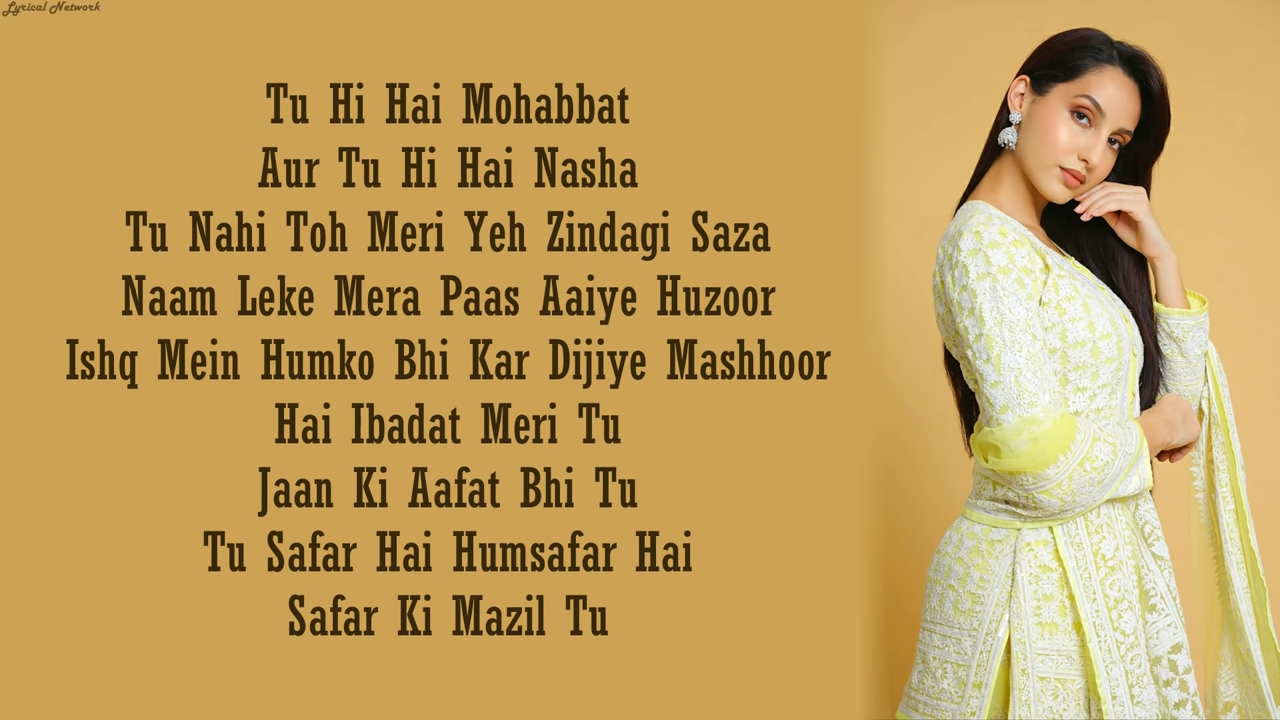 Lyrical Network
Tu Hi Hai Mohabbat
Aur Tu Hi Hai Nasha
Tu Nahi Toh Meri Yeh Zindagi Saza
Naam Leke Mera Paas Aaiye Huzoor
Ishq Mein Humko Bhi Kar Dijiye Mashhoor
Hai Ibadat Meri Tu
Jaan Ki Aafat Bhi Tu
Tu Safar Hai Humsafar Hai
Safar Ki Mazil Tu